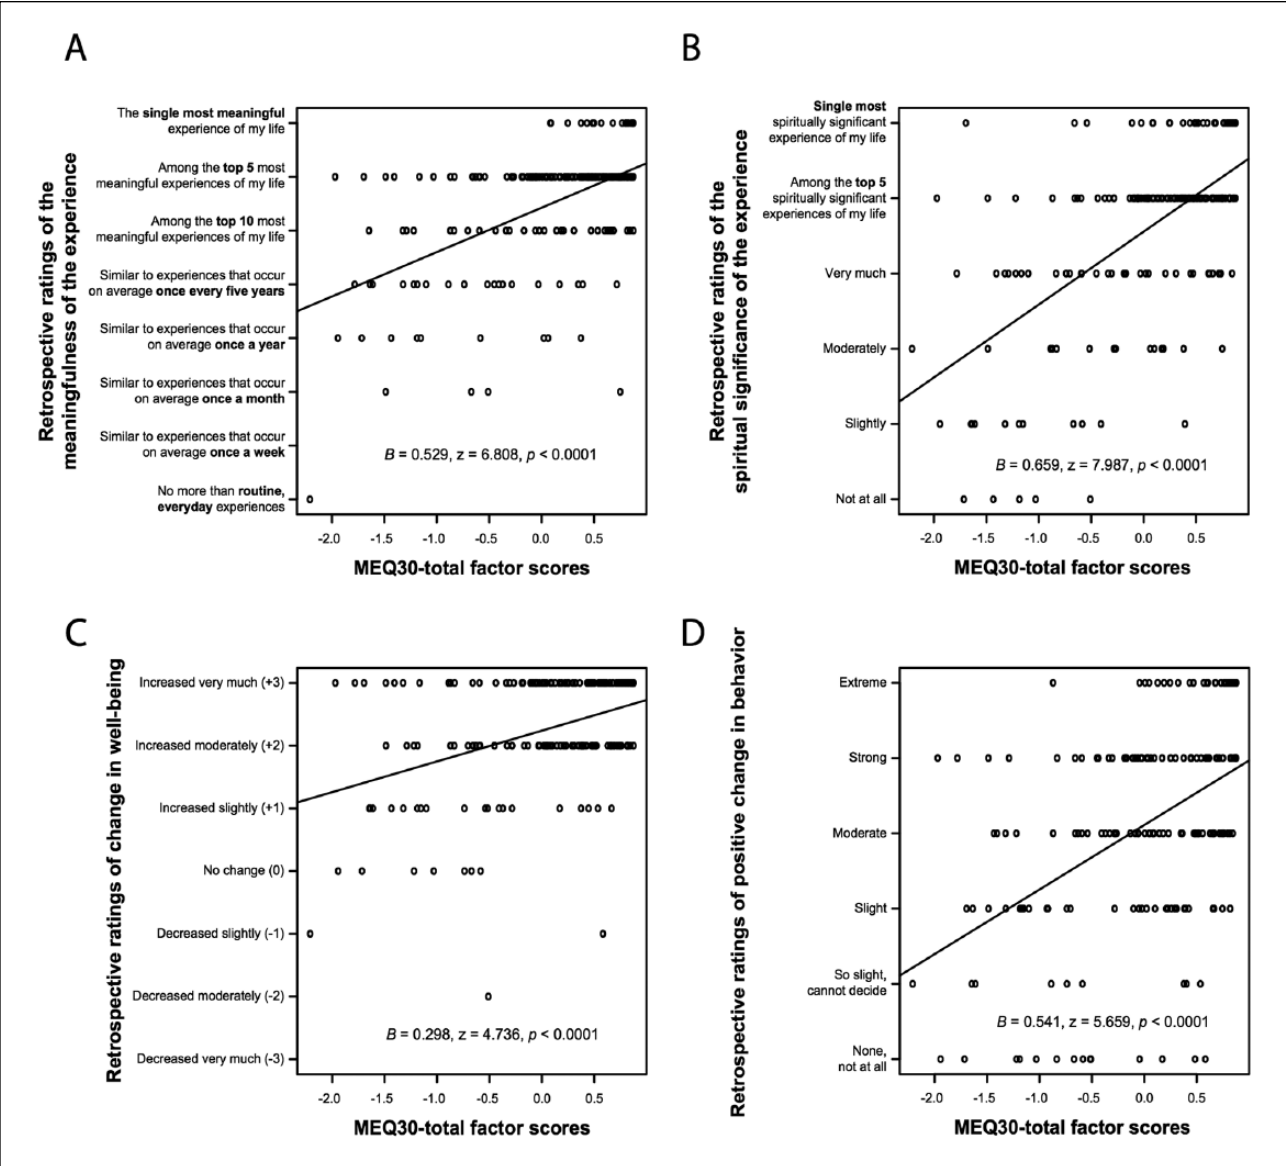 A
Retrospective ratings of the
meaningfulness of the experience
The single most meaningful
experience of my life
Among the top 5 most
meaningful experiences of my life
Among the top 10 most
meaningful experiences of my life
Similar to experiences that occur
on average once every five years
Similar to experiences that occur
on average once a year
Similar to experiences that occur
on average once a month
Similar to experiences that occur
on average once a week
No more than routine,
everyday experiences
B = 0.529, z = 6.808, p < 0.0001
-2.0 -1.5 -1.0 -0.5 0.0 0.5
MEQ30-total factor scores
B
Retrospective ratings of the
spiritual significance of the experience
Single most
spiritually significant
experience of my life
Among the top 5
spiritually significant
experiences of my life
Very much
Moderately
Slightly
Not at all
B = 0.659, z = 7.987, p < 0.0001
-2.0 -1.5 -1.0 -0.5 0.0 0.5
MEQ30-total factor scores
C
Retrospective ratings of change in well-being
Increased very much (+3)
Increased moderately (+2)
Increased slightly (+1)
No change (0)
Decreased slightly (-1)
Decreased moderately (-2)
Decreased very much (-3)
B = 0.298, z = 4.736, p < 0.0001
-2.0 -1.5 -1.0 -0.5 0.0 0.5
MEQ30-total factor scores
D
Retrospective ratings of positive change in behavior
Extreme
Strong
Moderate
Slight
So slight,
cannot decide
None,
not at all
B = 0.541, z = 5.659, p < 0.0001
-2.0 -1.5 -1.0 -0.5 0.0 0.5
MEQ30-total factor scores